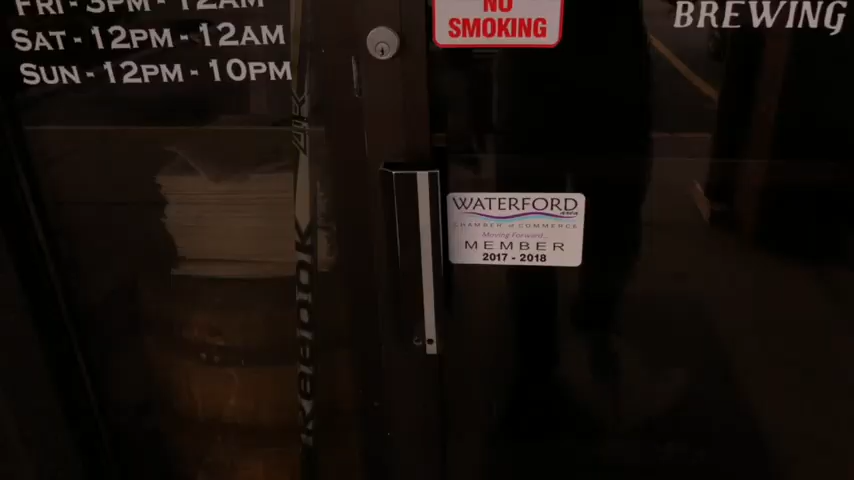 FRI - 3PM - 12AM
SAT - 12PM - 12AM
SUN - 12PM - 10PM
NO
SMOKING
BREWING
WATERFORD
area
CHAMBER of COMMERCE
Moving Forward...
MEMBER
2017 - 2018